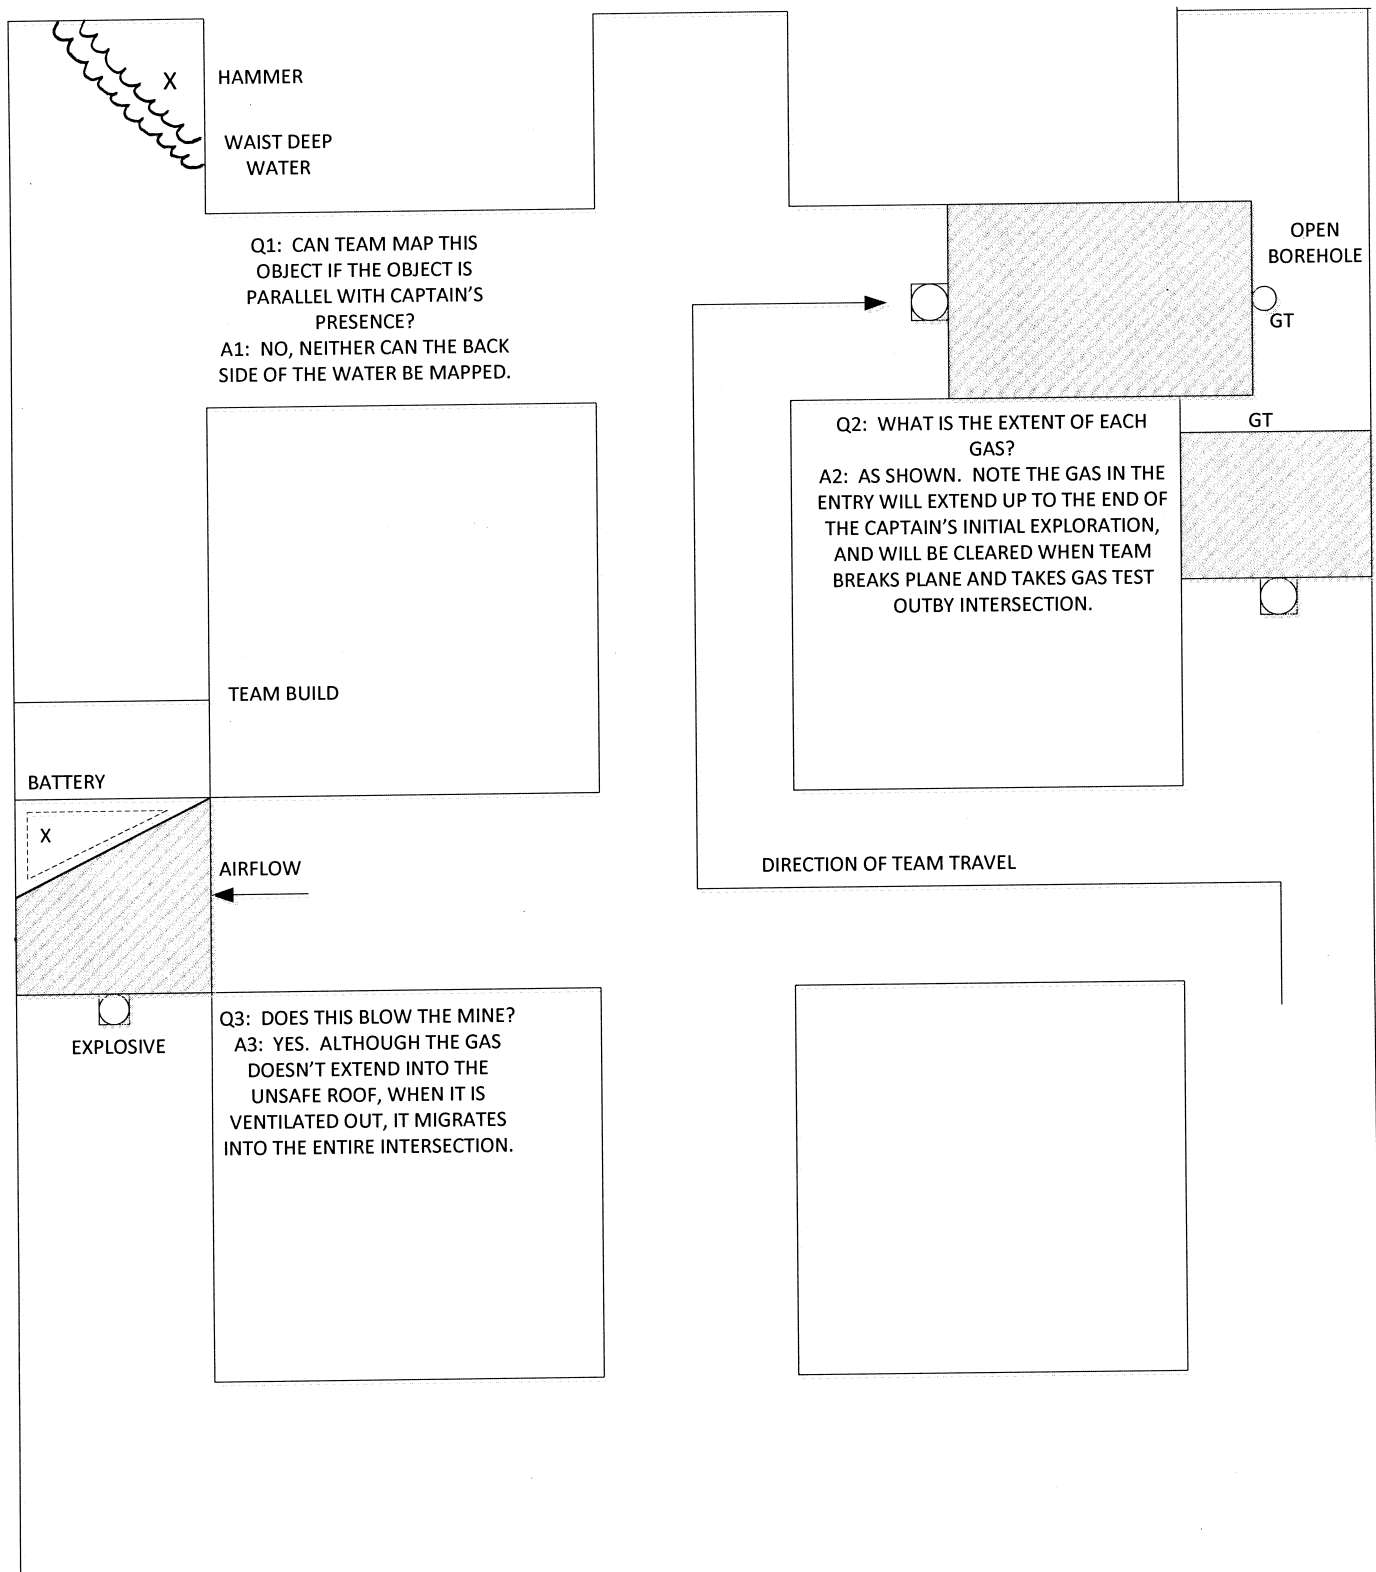 X
HAMMER
WAIST DEEP
WATER
Q1: CAN TEAM MAP THIS
OBJECT IF THE OBJECT IS
PARALLEL WITH CAPTAIN'S
PRESENCE?
A1: NO, NEITHER CAN THE BACK
SIDE OF THE WATER BE MAPPED.
OPEN
BOREHOLE
GT
GT
Q2: WHAT IS THE EXTENT OF EACH
GAS?
A2: AS SHOWN. NOTE THE GAS IN THE
ENTRY WILL EXTEND UP TO THE END OF
THE CAPTAIN'S INITIAL EXPLORATION,
AND WILL BE CLEARED WHEN TEAM
BREAKS PLANE AND TAKES GAS TEST
OUTBY INTERSECTION.
TEAM BUILD
BATTERY
X
AIRFLOW
DIRECTION OF TEAM TRAVEL
EXPLOSIVE
Q3: DOES THIS BLOW THE MINE?
A3: YES. ALTHOUGH THE GAS
DOESN'T EXTEND INTO THE
UNSAFE ROOF, WHEN IT IS
VENTILATED OUT, IT MIGRATES
INTO THE ENTIRE INTERSECTION.